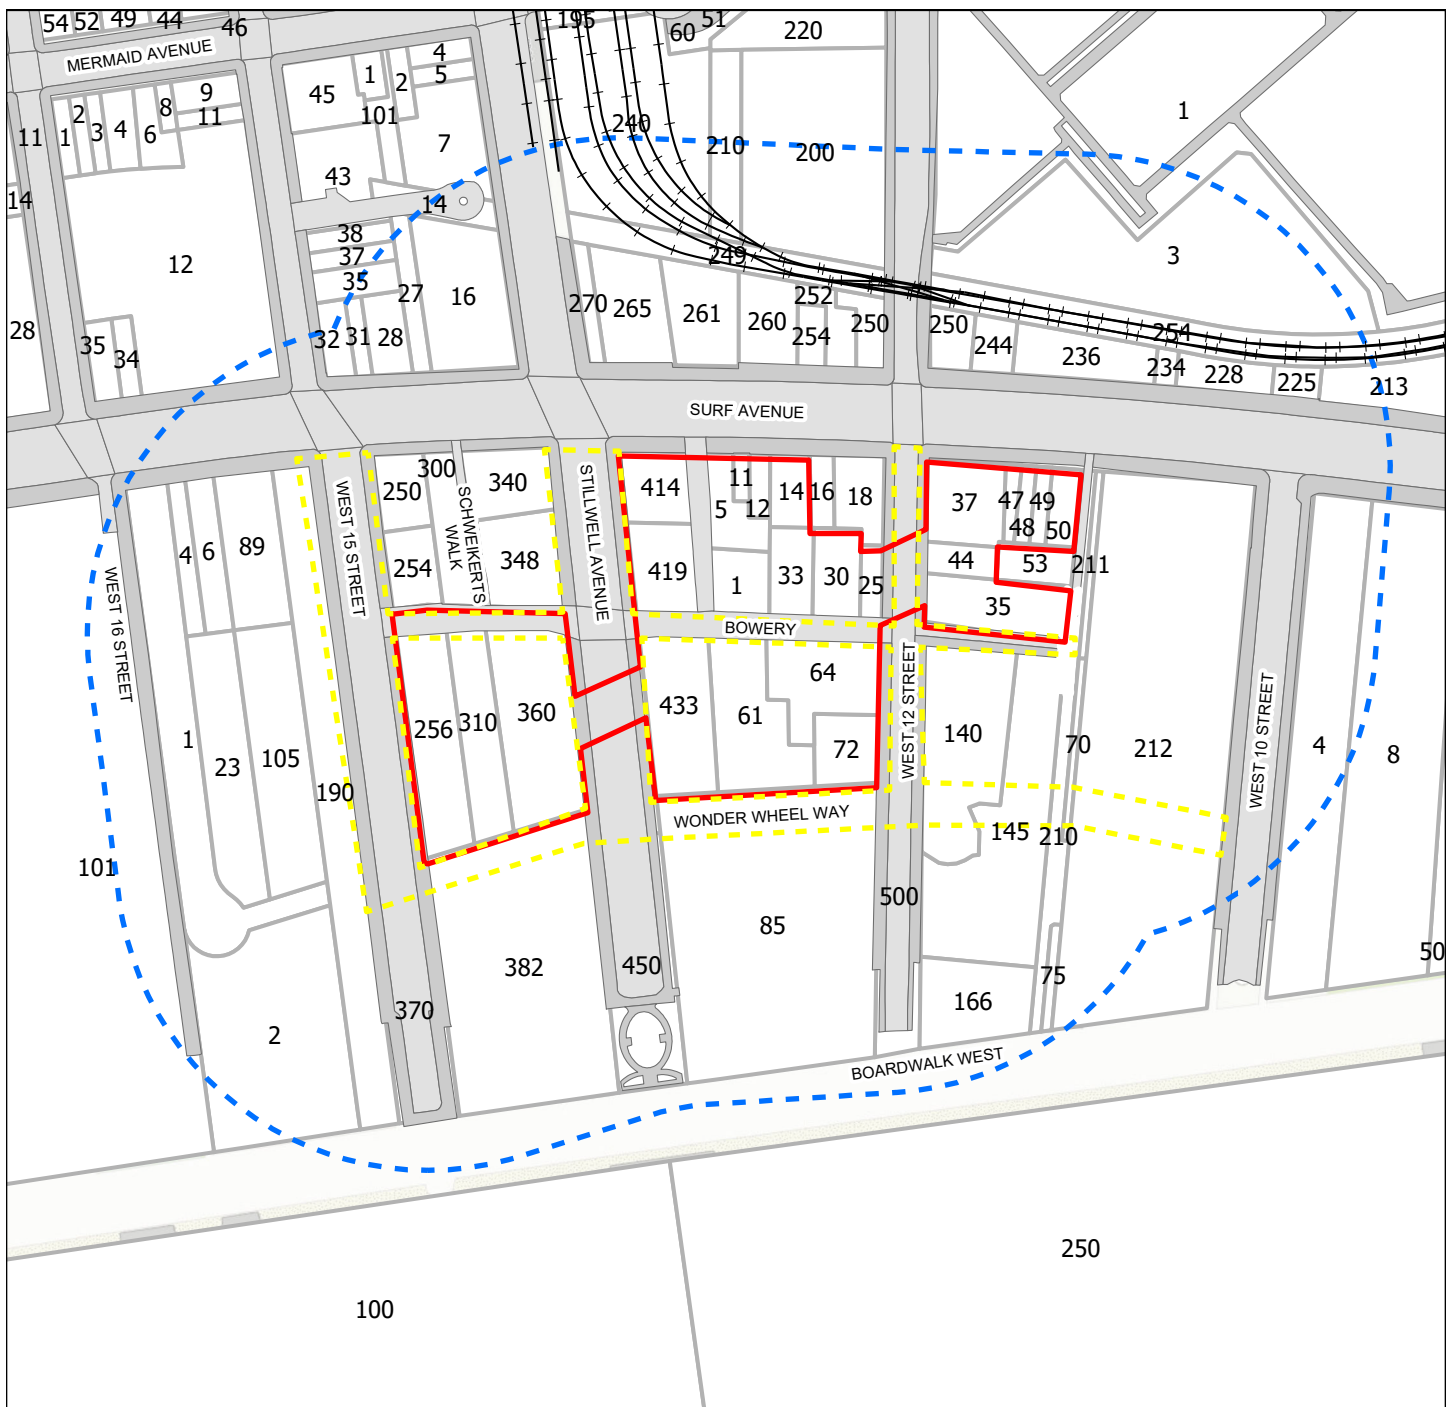 54 52 49 44 46 195 60 51 220
MERMAID AVENUE
45 1 2 4 5
101
7
2 8 9
11 1 3 4 6 11
43
14
14
38
37
35
12
27 16
28
35 34
32 31 28
240 210 200
1
3
249
270 265 261 260 252 254 250
250 244 254 236 234 228 225 213
SURF AVENUE
WEST 16 STREET
WEST 15 STREET
SCHWEIKERTS
WALK
STILLWELL AVENUE
4 6 89
250 300 340
254 348
414 11 14 16 18
5 12
419 1 33 30 25
37 47 49
48 50
44 53 211
35
BOWERY
WEST 12 STREET
WEST 10 STREET
1 23 105 190
256 310 360
433 61 64
72
140 70 212
4 8
WONDER WHEEL WAY
145 210
101
500
85
382 450
370
2
166 75
50
BOARDWALK WEST
100
250